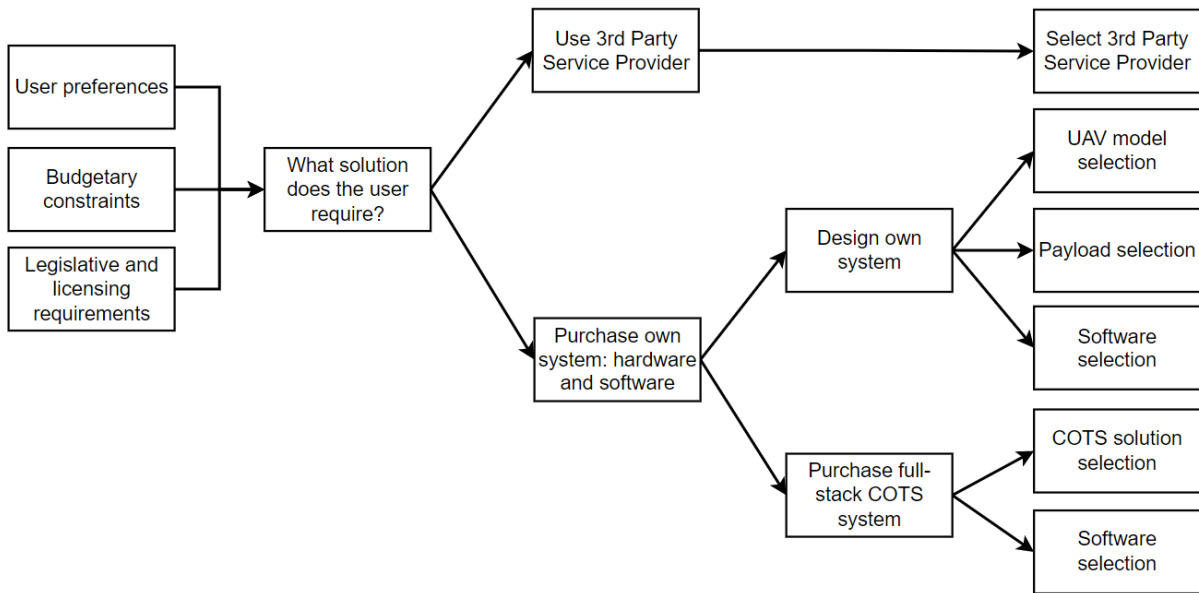 User preferences
Budgetary
constraints
Legislative and
licensing
requirements
What solution
does the user
require?
Use 3rd Party
Service Provider
Purchase own
system: hardware
and software
Design own
system
Purchase full-
stack COTS
system
Select 3rd Party
Service Provider
UAV model
selection
Payload selection
Software
selection
COTS solution
selection
Software
selection